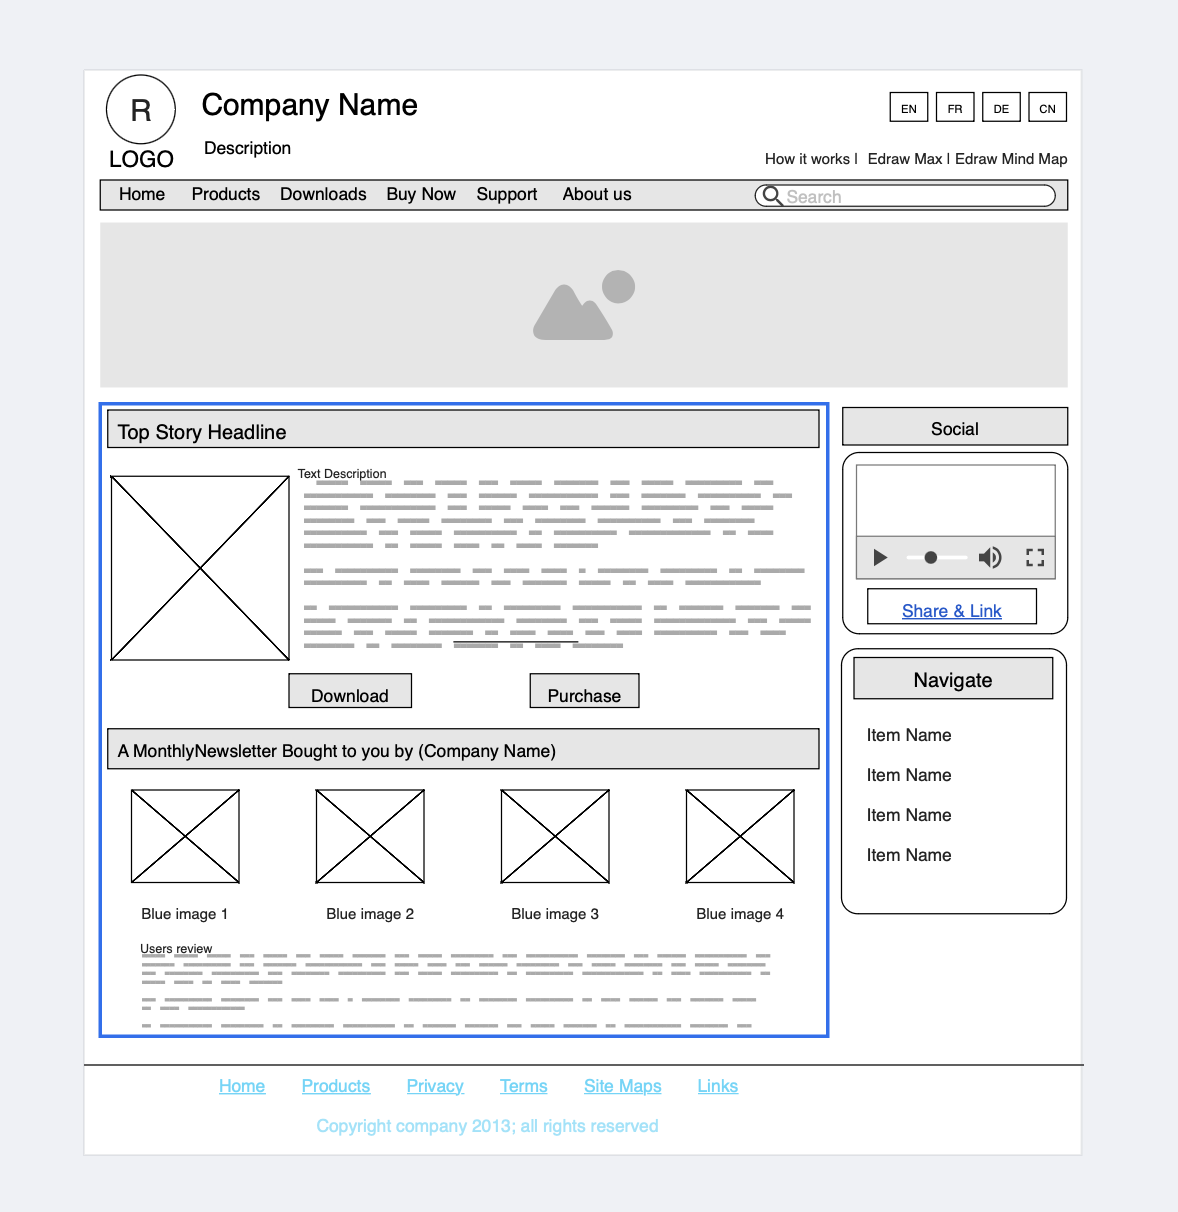 R
LOGO
Company Name
Description
EN FR DE CN
How it works | Edraw Max | Edraw Mind Map
Home Products Downloads Buy Now Support About us
Search
Top Story Headline
Text Description
Download Purchase
A MonthlyNewsletter Bought to you by (Company Name)
Blue image 1 Blue image 2 Blue image 3 Blue image 4
Users review
Social
Share & Link
Navigate
Item Name
Item Name
Item Name
Item Name
Home Products Privacy Terms Site Maps Links
Copyright company 2013; all rights reserved